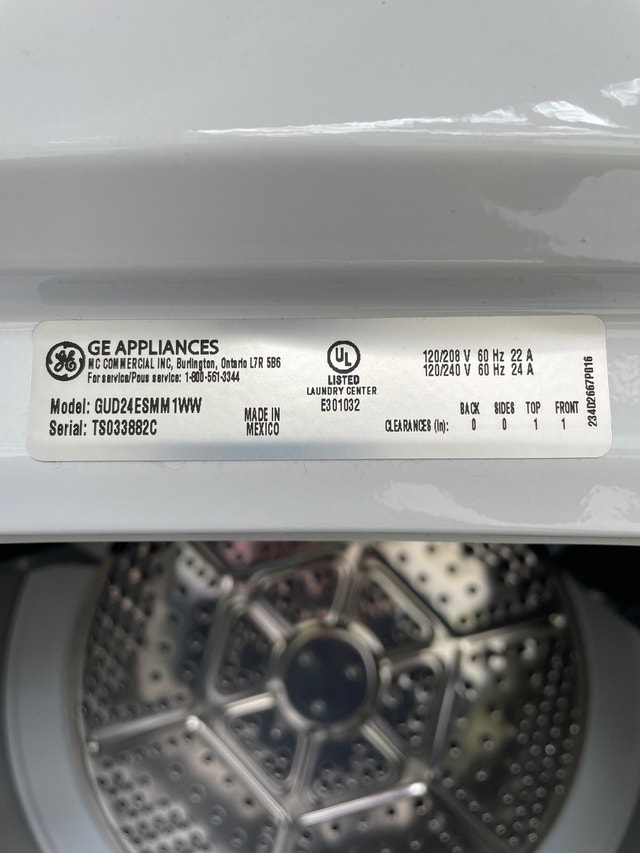 GE APPLIANCES
MC COMMERCIAL INC, Burlington, Ontario L7R 5B6
For service/Pous service: 1-800-561-3344
Model: GUD24ESMM1WW
Serial: TS033882C
MADE IN
MEXICO
UL
LISTED
LAUNDRY CENTER
E301032
120/208 V 60 Hz 22 A
120/240 V 60 Hz 24 A
BACK SIDES TOP FRONT
CLEARANCES (in): 0 0 1 1
234D2667P016